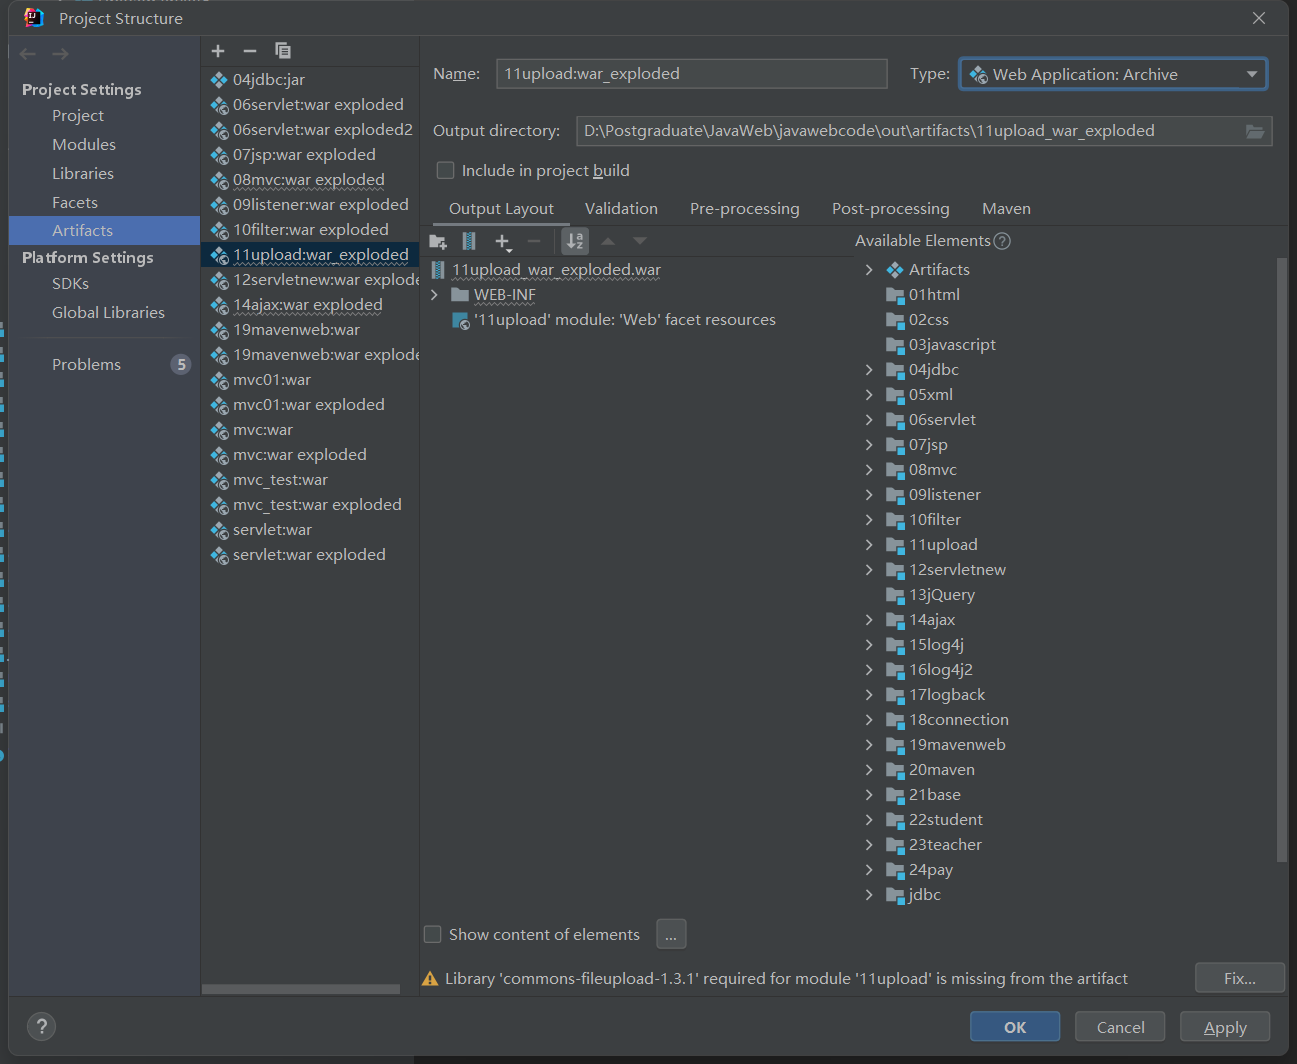 Project Structure
Project Settings
Project
Modules
Libraries
Facets
Artifacts
Platform Settings
SDKs
Global Libraries
Problems 5
04jdbc:jar
06servlet:war exploded
06servlet:war exploded2
07jsp:war exploded
08mvc:war exploded
09listener:war exploded
10filter:war exploded
11upload:war_exploded
12servletnew:war explode
14ajax:war exploded
19mavenweb:war
19mavenweb:war explode
mvc01:war
mvc01:war exploded
mvc:war
mvc:war exploded
mvc_test:war
mvc_test:war exploded
servlet:war
servlet:war exploded
Name: 11upload:war_exploded Type: Web Application: Archive
Output directory: D:\Postgraduate\JavaWeb\javawebcode\out\artifacts\11upload_war_exploded
Include in project build
Output Layout Validation Pre-processing Post-processing Maven
11upload_war_exploded.war
WEB-INF
'11upload' module: 'Web' facet resources
Available Elements ?
Artifacts
01html
02css
03javascript
04jdbc
05xml
06servlet
07jsp
08mvc
09listener
10filter
11upload
12servletnew
13jQuery
14ajax
15log4j
16log4j2
17logback
18connection
19mavenweb
20maven
21base
22student
23teacher
24pay
jdbc
Show content of elements ...
Library 'commons-fileupload-1.3.1' required for module '11upload' is missing from the artifact Fix...
? OK Cancel Apply